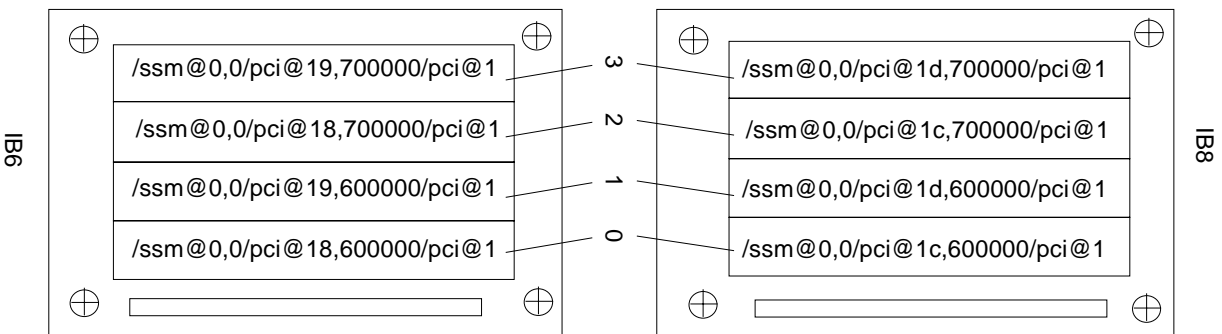 IB6
/ssm@0,0/pci@19,700000/pci@1
3
/ssm@0,0/pci@1d,700000/pci@1
/ssm@0,0/pci@18,700000/pci@1
2
/ssm@0,0/pci@1c,700000/pci@1
/ssm@0,0/pci@19,600000/pci@1
1
/ssm@0,0/pci@1d,600000/pci@1
/ssm@0,0/pci@18,600000/pci@1
0
/ssm@0,0/pci@1c,600000/pci@1
IB8